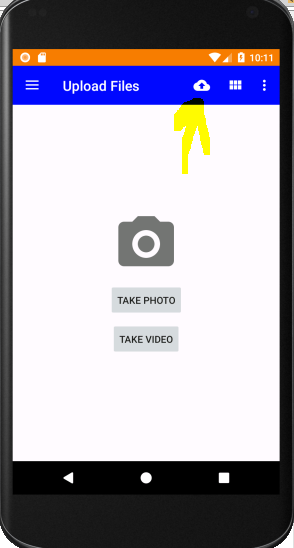 10:11
Upload Files
TAKE PHOTO
TAKE VIDEO